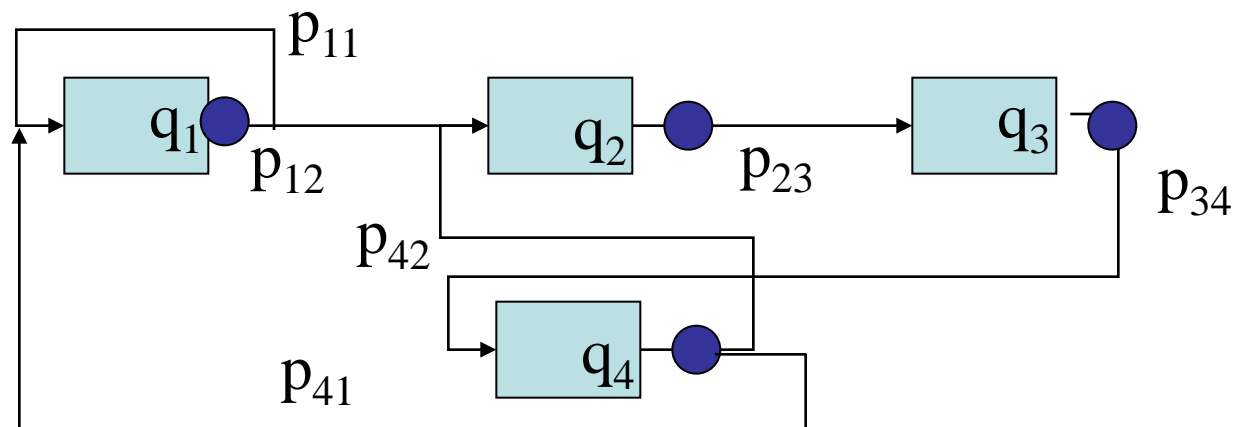 p₁₁
q₁
q₂
q₃
p₁₂
p₂₃
p₃₄
p₄₂
q₄
p₄₁